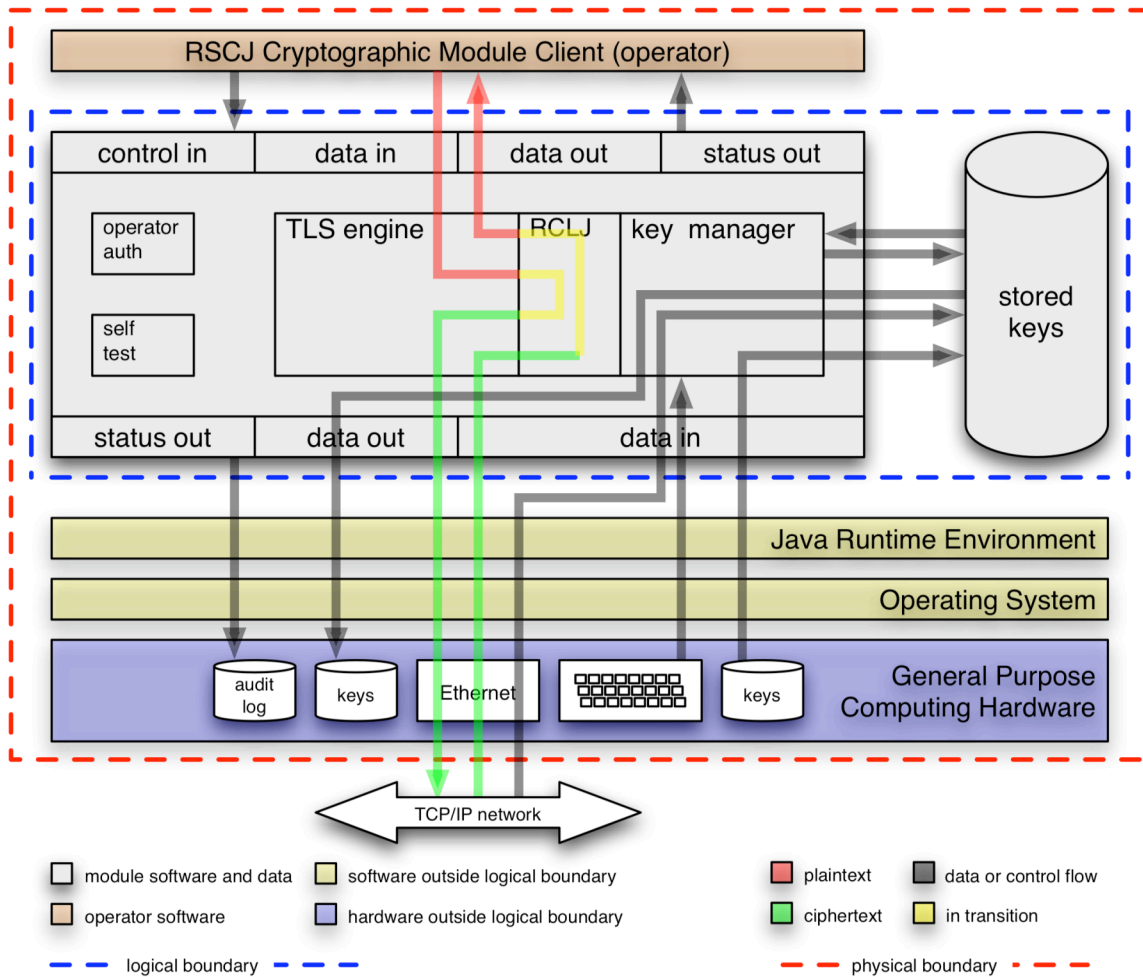 RSCJ Cryptographic Module Client (operator)
control in
data in
data out
status out
operator
auth
TLS engine
RCLJ
key manager
self
test
stored
keys
status out
data out
data in
Java Runtime Environment
Operating System
audit
log
keys
Ethernet
keys
General Purpose
Computing Hardware
TCP/IP network
module software and data
software outside logical boundary
plaintext
data or control flow
operator software
hardware outside logical boundary
ciphertext
in transition
logical boundary
physical boundary